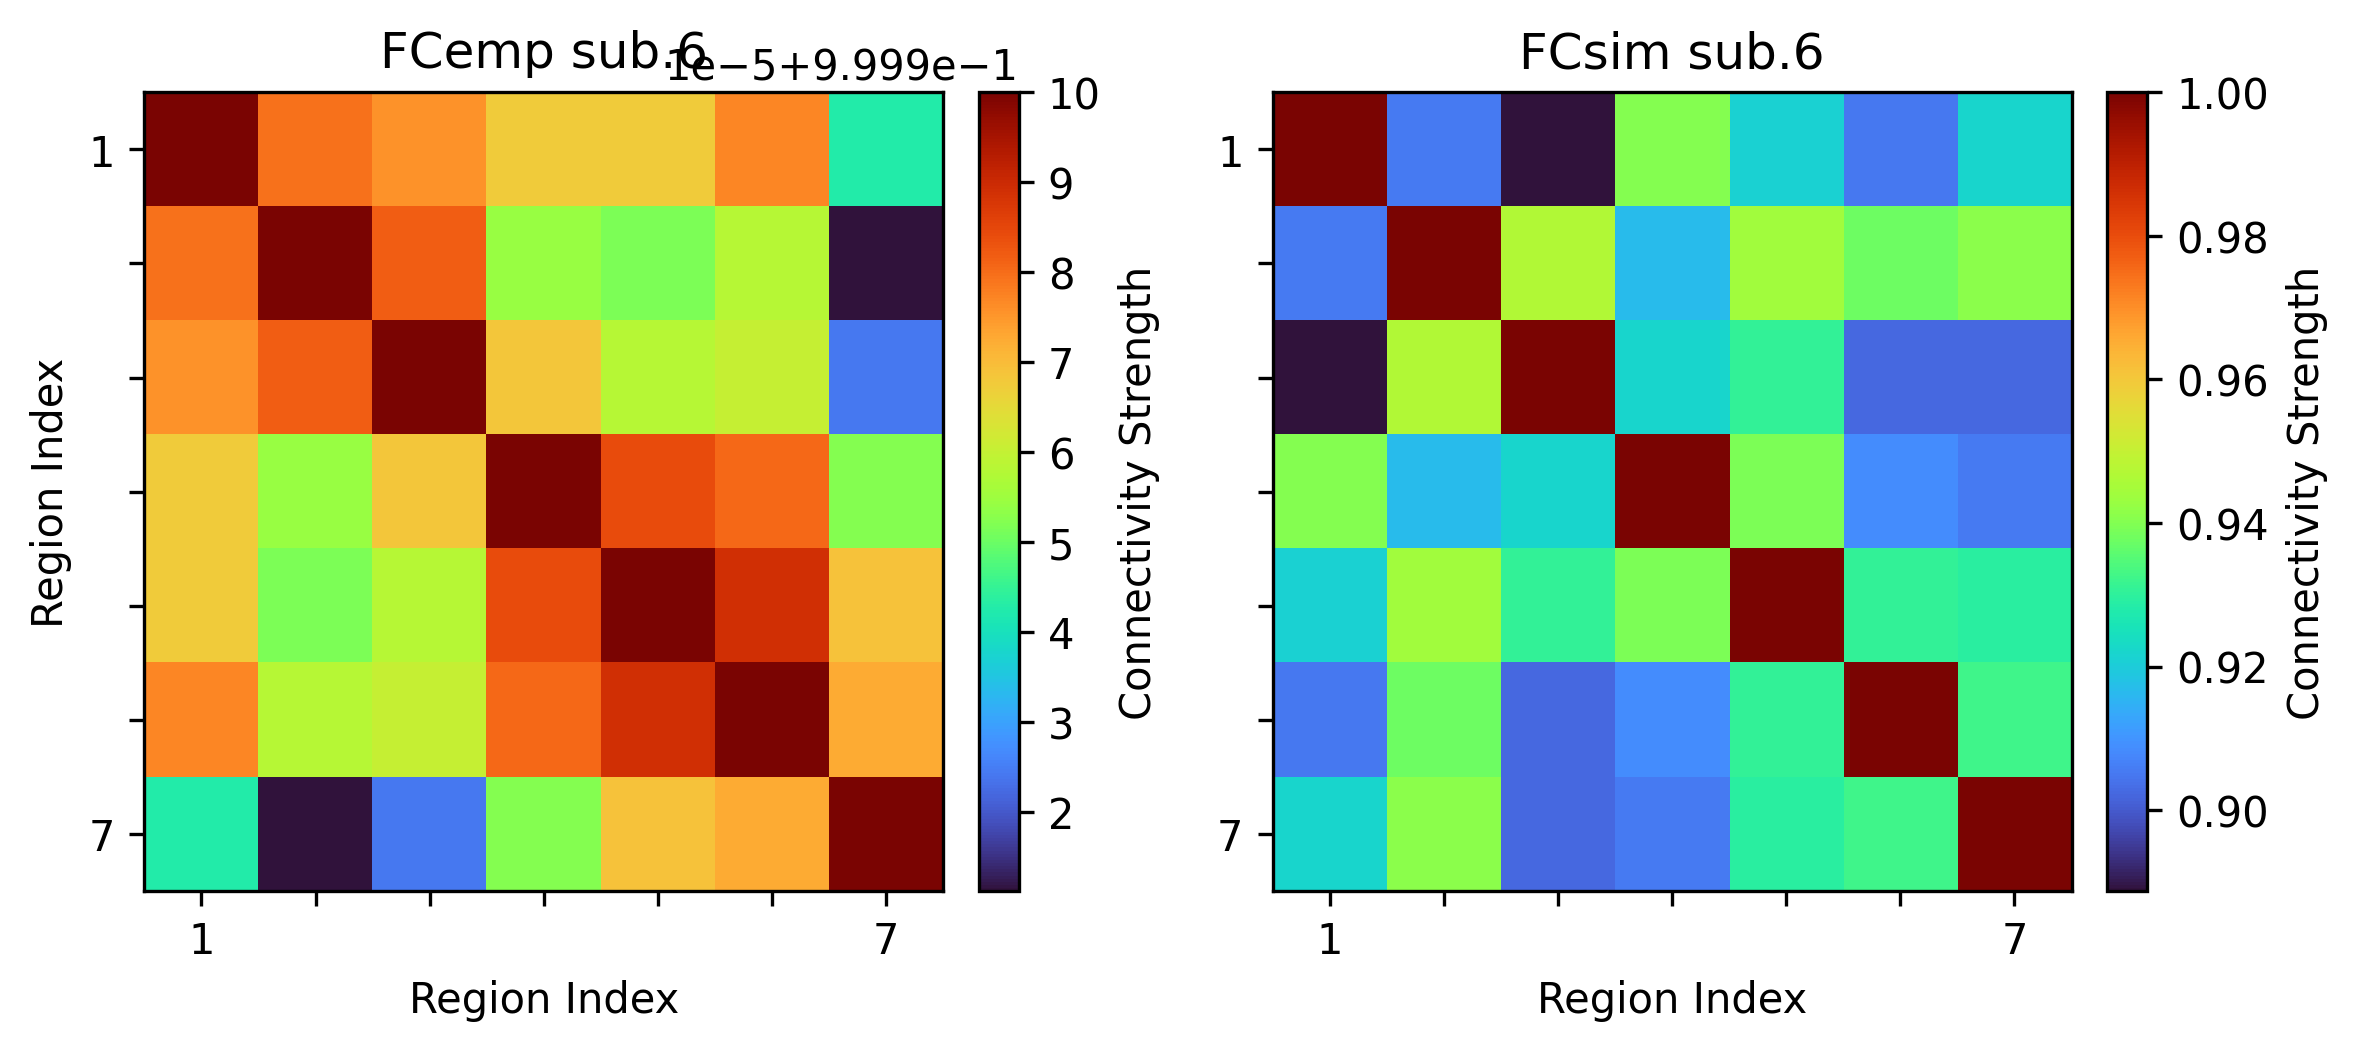 FCemp sub.6
1e−5+9.999e−1
10
9
8
7
6
5
4
3
2
Connectivity Strength
1
7
Region Index
1
7
Region Index
FCsim sub.6
1.00
0.98
0.96
0.94
0.92
0.90
Connectivity Strength
1
7
1
7
Region Index